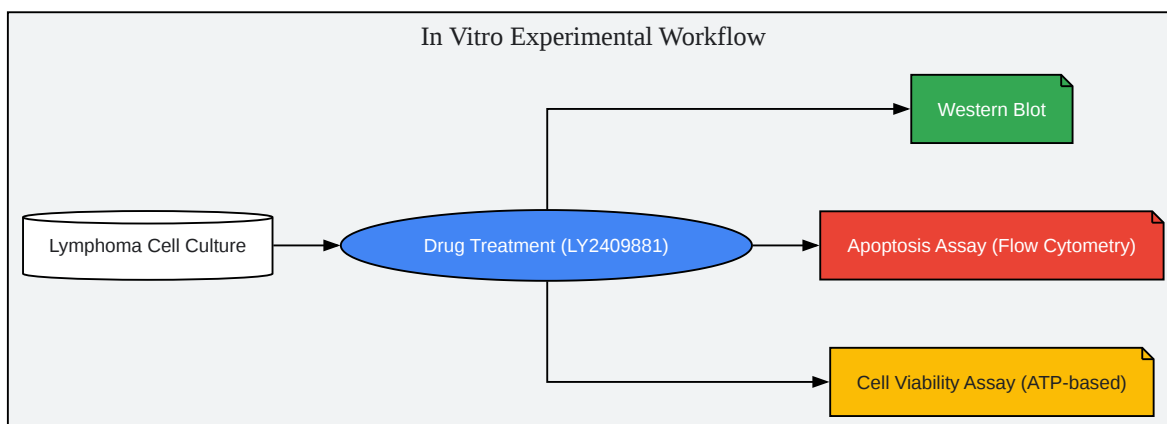 In Vitro Experimental Workflow
Western Blot
Lymphoma Cell Culture
Drug Treatment (LY2409881)
Apoptosis Assay (Flow Cytometry)
Cell Viability Assay (ATP-based)